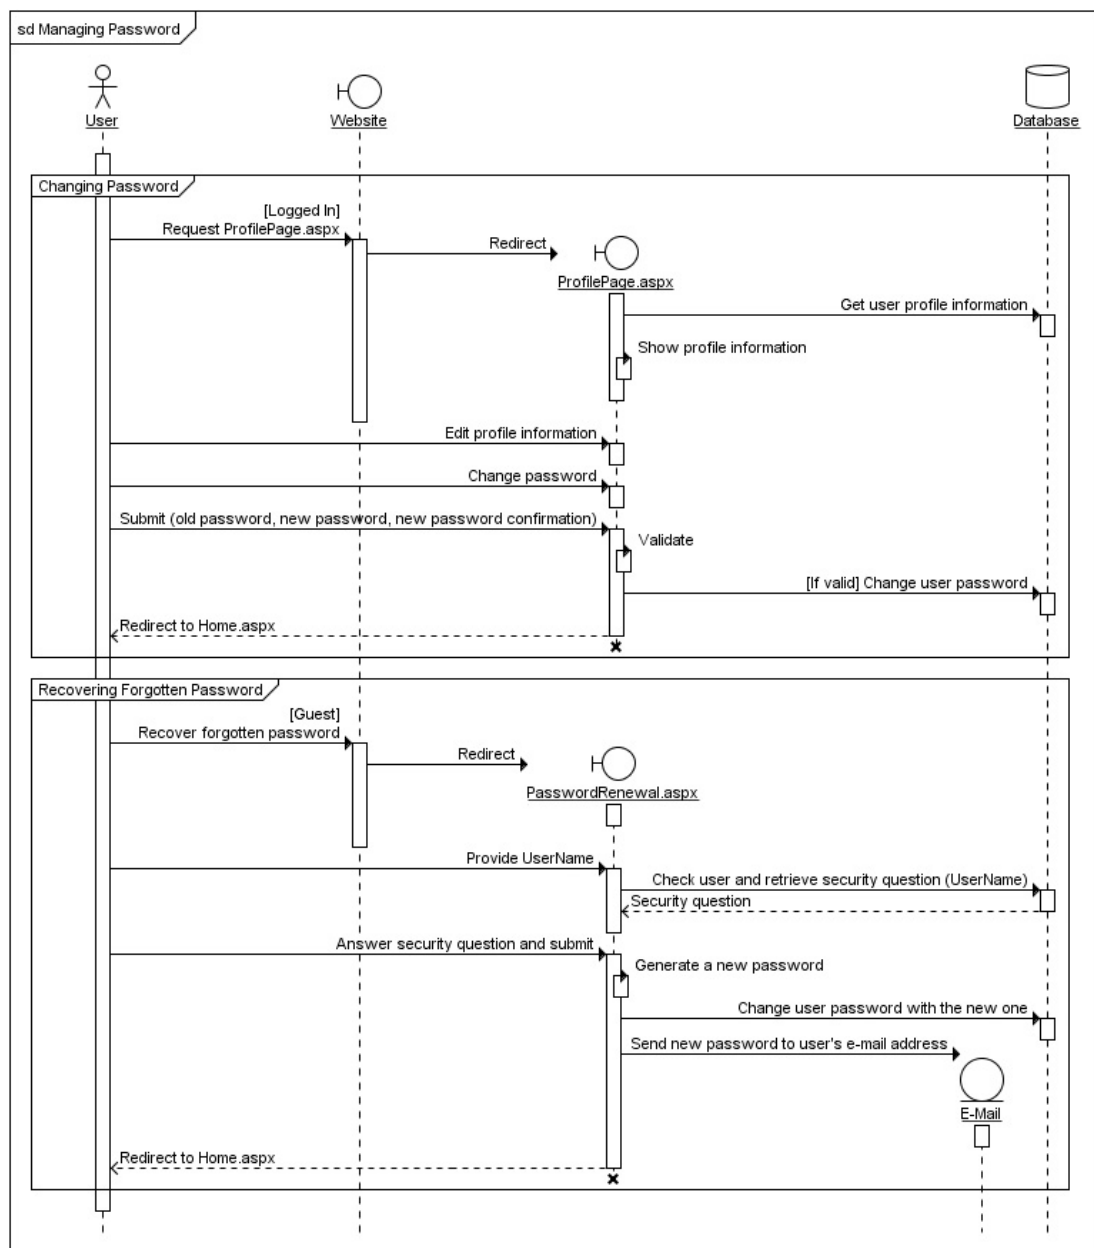 sd Managing Password
User
Website
Database
Changing Password
[Logged In]
Request ProfilePage.aspx
Redirect
ProfilePage.aspx
Get user profile information
Show profile information
Edit profile information
Change password
Submit (old password, new password, new password confirmation)
Validate
[If valid] Change user password
Redirect to Home.aspx
Recovering Forgotten Password
[Guest]
Recover forgotten password
Redirect
PasswordRenewal.aspx
Provide UserName
Check user and retrieve security question (UserName)
Security question
Answer security question and submit
Generate a new password
Change user password with the new one
Send new password to user's e-mail address
E-Mail
Redirect to Home.aspx